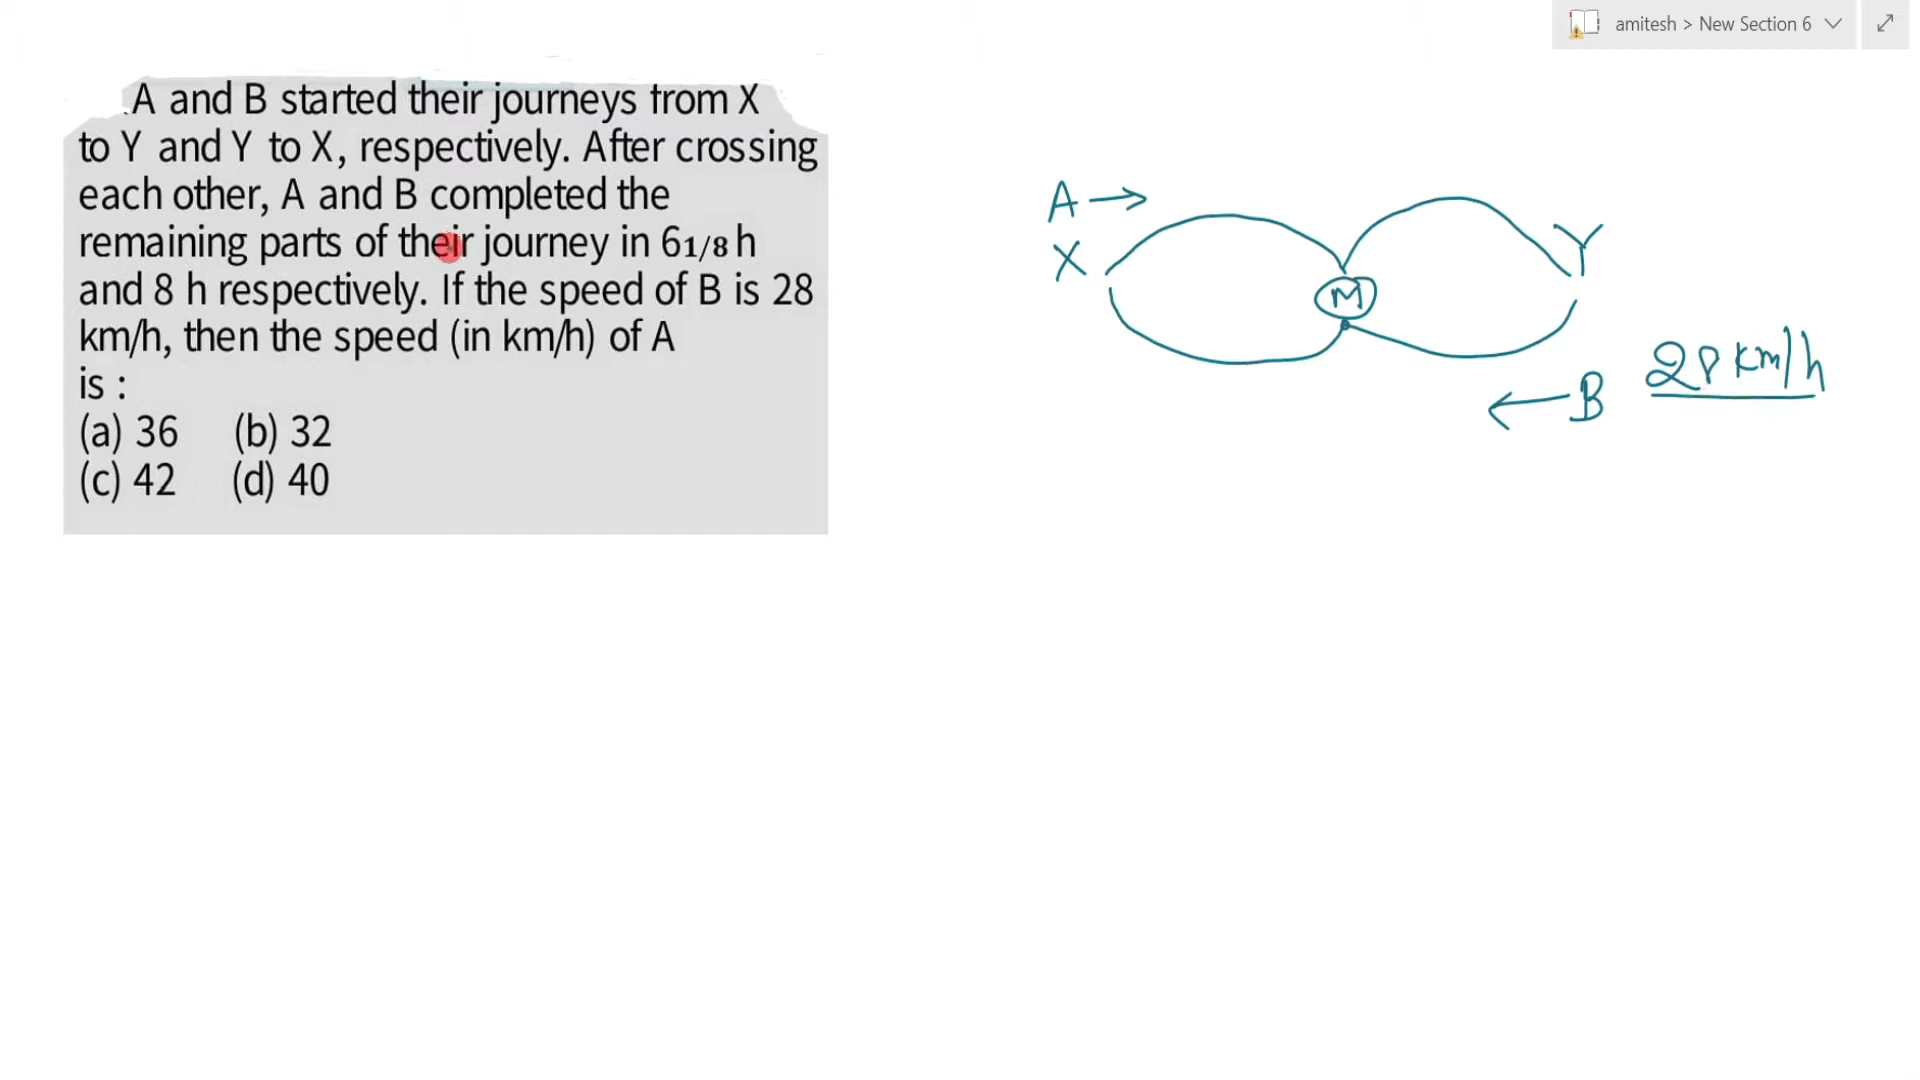 amitesh > New Section 6
A and B started their journeys from X
to Y and Y to X, respectively. After crossing
each other, A and B completed the
remaining parts of their journey in 6 1/8 h
and 8 h respectively. If the speed of B is 28
km/h, then the speed (in km/h) of A
is :
(a) 36 (b) 32
(c) 42 (d) 40
A
X
M
Y
B 28 km/h